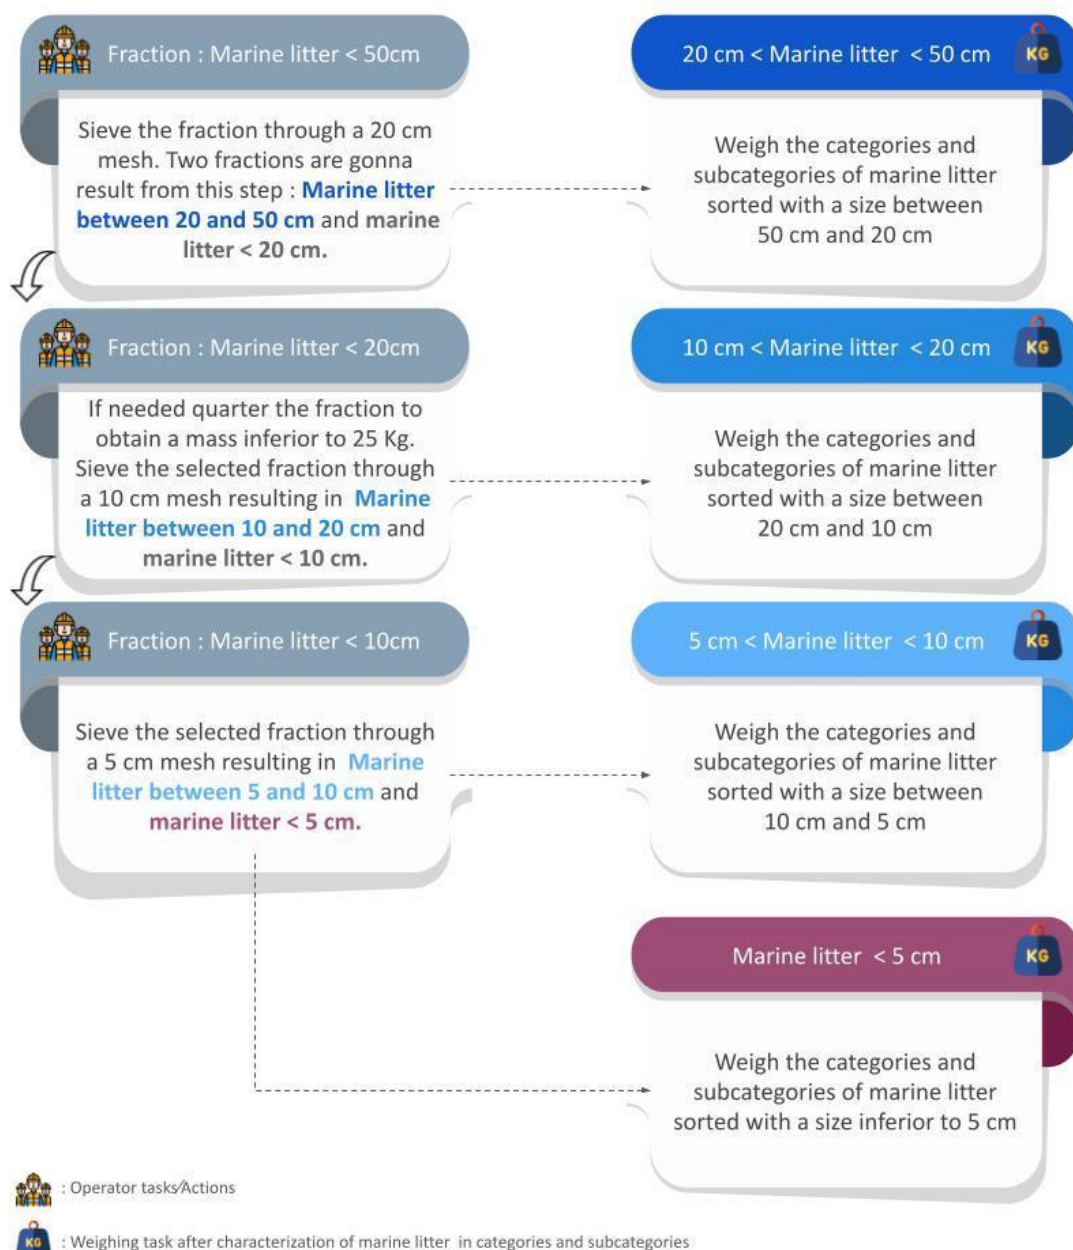 Fraction : Marine litter < 50cm
Sieve the fraction through a 20 cm
mesh. Two fractions are gonna
result from this step : Marine litter
between 20 and 50 cm and marine
litter < 20 cm.
20 cm < Marine litter < 50 cm
KG
Weigh the categories and
subcategories of marine litter
sorted with a size between
50 cm and 20 cm
Fraction : Marine litter < 20cm
If needed quarter the fraction to
obtain a mass inferior to 25 Kg.
Sieve the selected fraction through
a 10 cm mesh resulting in Marine
litter between 10 and 20 cm and
marine litter < 10 cm.
10 cm < Marine litter < 20 cm
KG
Weigh the categories and
subcategories of marine litter
sorted with a size between
20 cm and 10 cm
Fraction : Marine litter < 10cm
Sieve the selected fraction through
a 5 cm mesh resulting in Marine
litter between 5 and 10 cm and
marine litter < 5 cm.
5 cm < Marine litter < 10 cm
KG
Weigh the categories and
subcategories of marine litter
sorted with a size between
10 cm and 5 cm
Marine litter < 5 cm
KG
Weigh the categories and
subcategories of marine litter
sorted with a size inferior to 5 cm
: Operator tasks/Actions
KG : Weighing task after characterization of marine litter in categories and subcategories